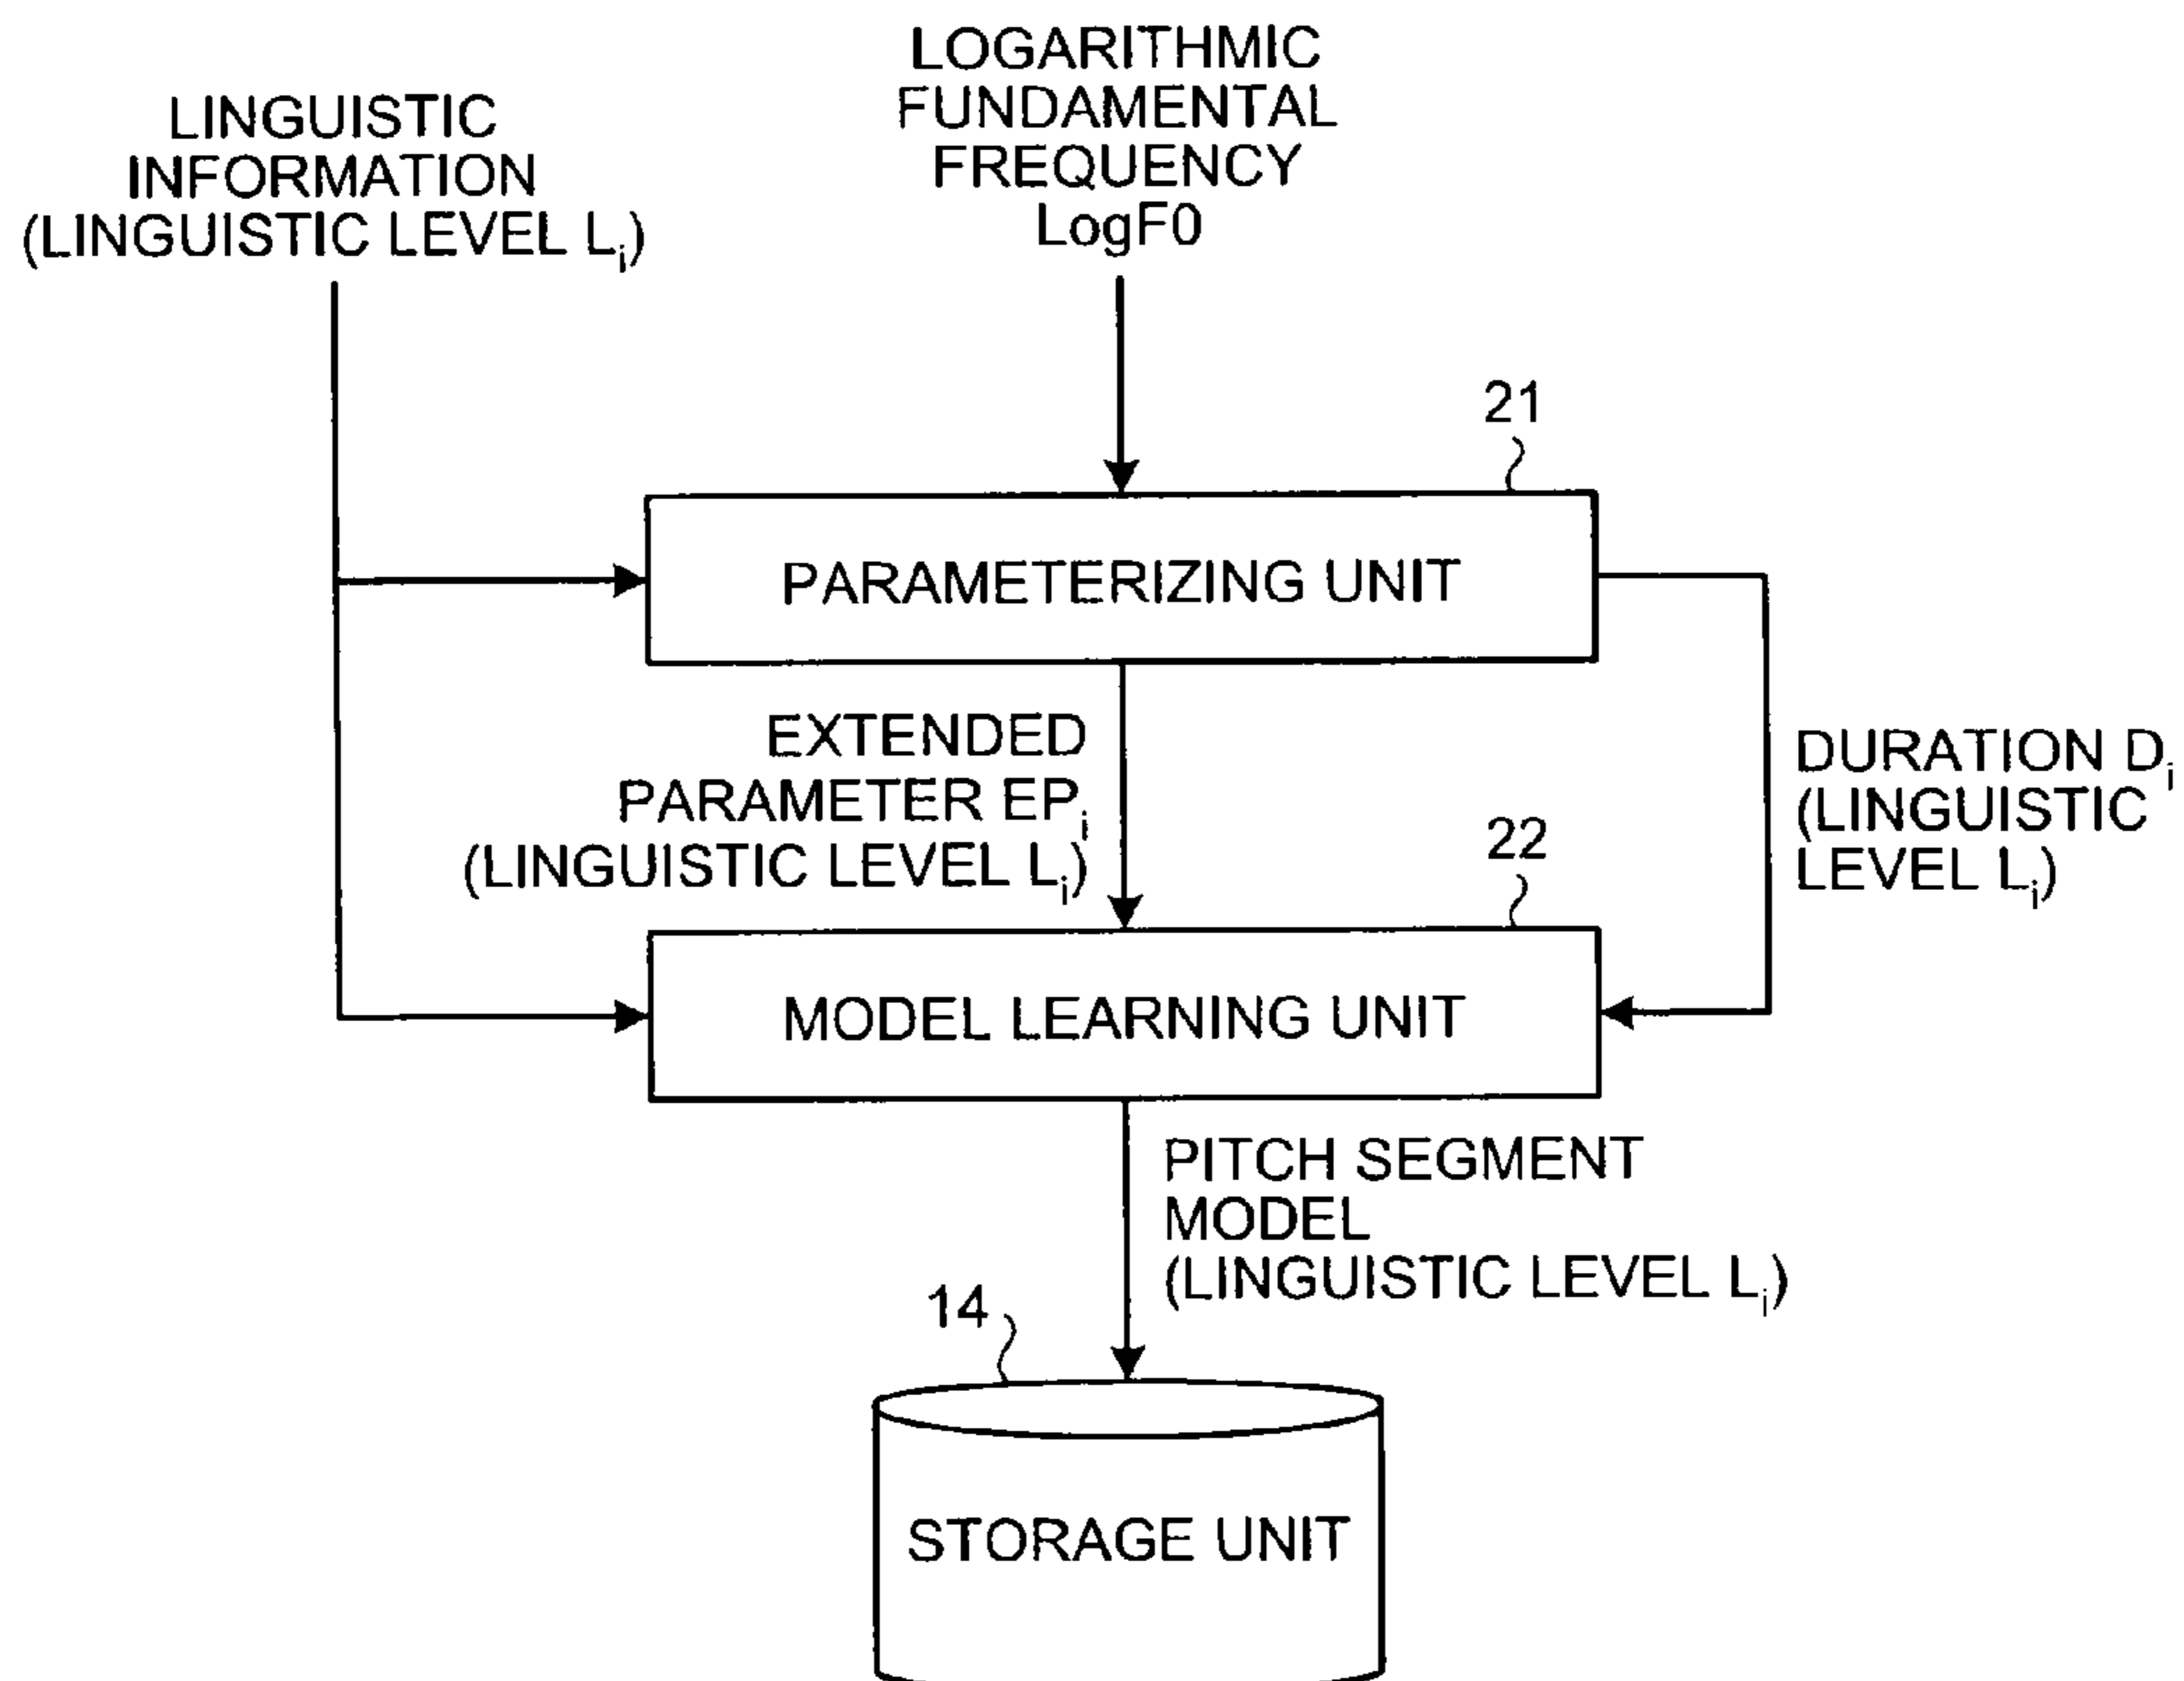 LOGARITHMIC
FUNDAMENTAL
FREQUENCY
LogF0
LINGUISTIC
INFORMATION
(LINGUISTIC LEVEL Li)
21
PARAMETERIZING UNIT
EXTENDED
PARAMETER EPi
(LINGUISTIC LEVEL Li)
DURATION Di
(LINGUISTIC
LEVEL Li)
22
MODEL LEARNING UNIT
PITCH SEGMENT
MODEL
(LINGUISTIC LEVEL Li)
14
STORAGE UNIT